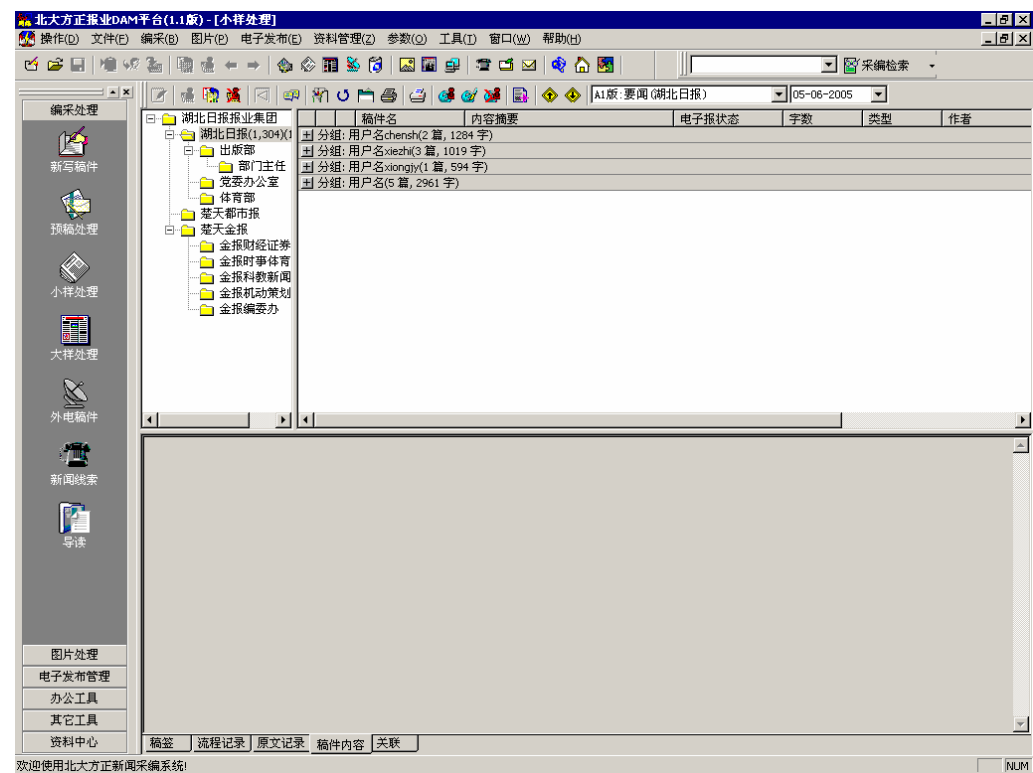 北大方正报业DAM平台(1.1版) - [小样处理]
操作(D) 文件(F) 编采(B) 图片(P) 电子发布(E) 资料管理(Z) 参数(O) 工具(T) 窗口(W) 帮助(H)
采编检索
A1版:要闻(湖北日报) 05-06-2005
编采处理
新写稿件
预稿处理
小样处理
大样处理
外电稿件
新闻线索
导读
图片处理
电子发布管理
办公工具
其它工具
资料中心
湖北日报报业集团
湖北日报(1,304)(1
出版部
部门主任
党委办公室
体育部
楚天都市报
楚天金报
金报财经证券
金报时事体育
金报科教新闻
金报机动策划
金报编委办
稿件名 内容摘要 电子报状态 字数 类型 作者
分组: 用户名chensh(2 篇, 1284 字)
分组: 用户名xiezhi(3 篇, 1019 字)
分组: 用户名xiongjy(1 篇, 594 字)
分组: 用户名(5 篇, 2961 字)
稿签 流程记录 原文记录 稿件内容 关联
欢迎使用北大方正新闻采编系统! NUM